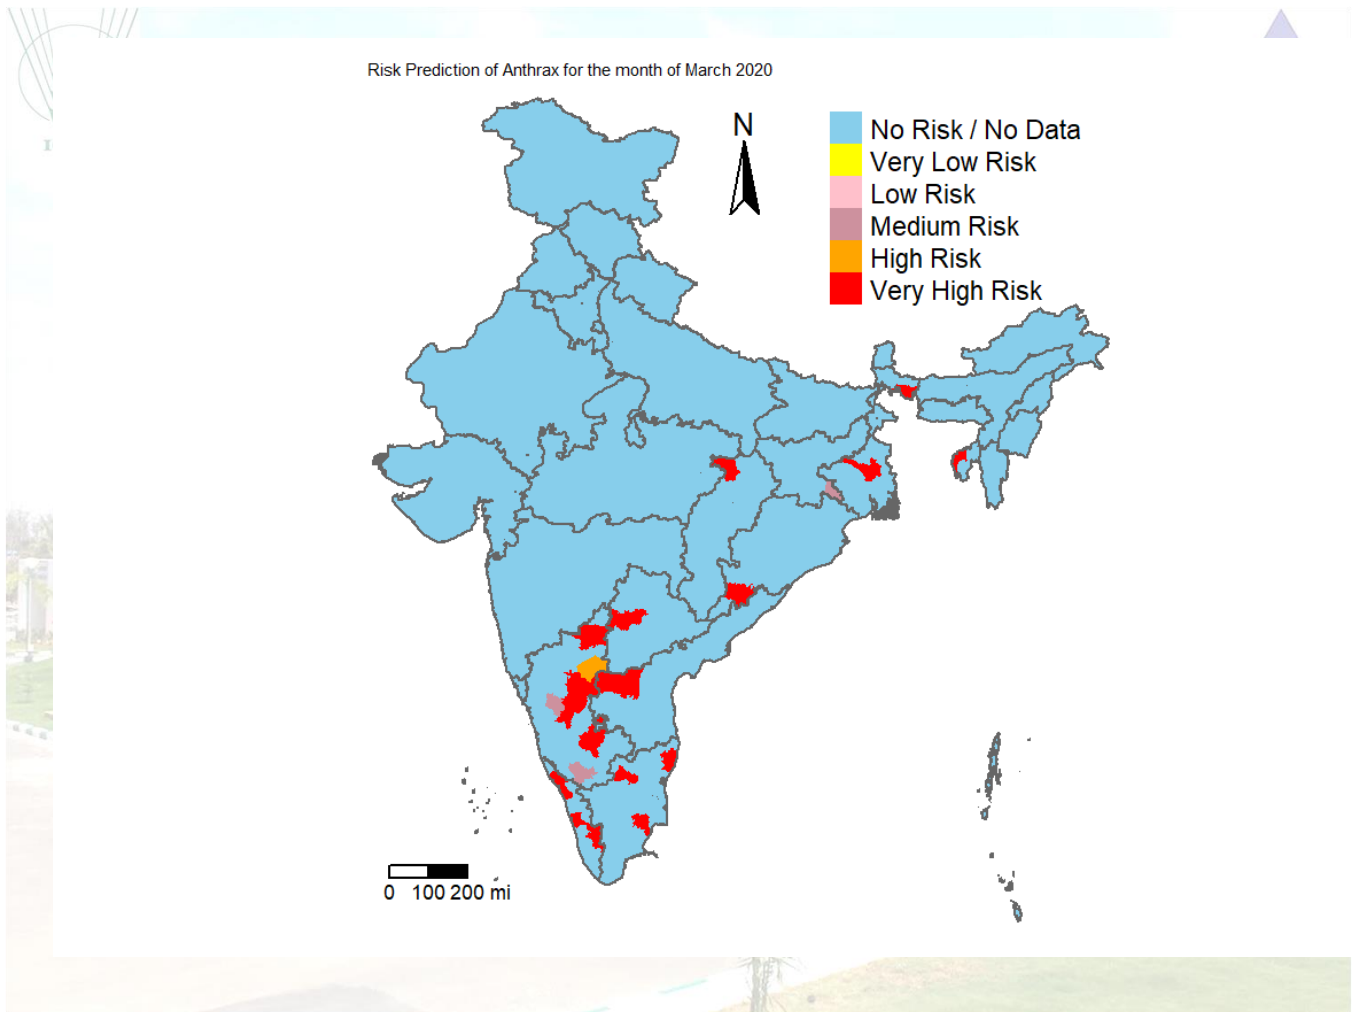 Risk Prediction of Anthrax for the month of March 2020
N
No Risk / No Data
Very Low Risk
Low Risk
Medium Risk
High Risk
Very High Risk
0 100 200 mi